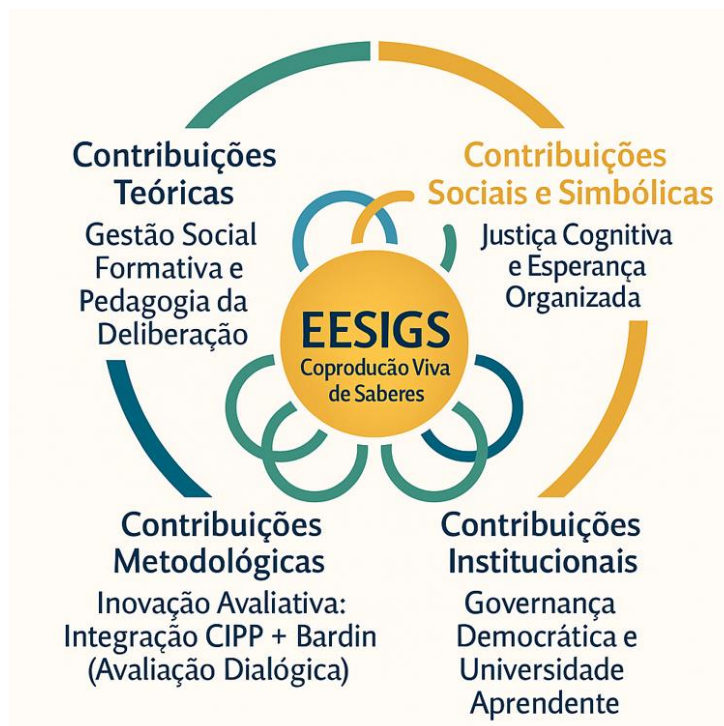 Contribuições
Teóricas
Gestão Social
Formativa e
Pedagogia da
Deliberação
Contribuições
Sociais e Simbólicas
Justiça Cognitiva
e Esperança
Organizada
EESIGS
Coproducão Viva
de Saberes
Contribuições
Metodológicas
Inovação Avaliativa:
Integração CIPP + Bardin
(Avaliação Dialógica)
Contribuições
Institucionais
Governança
Democrática e
Universidade
Aprendente